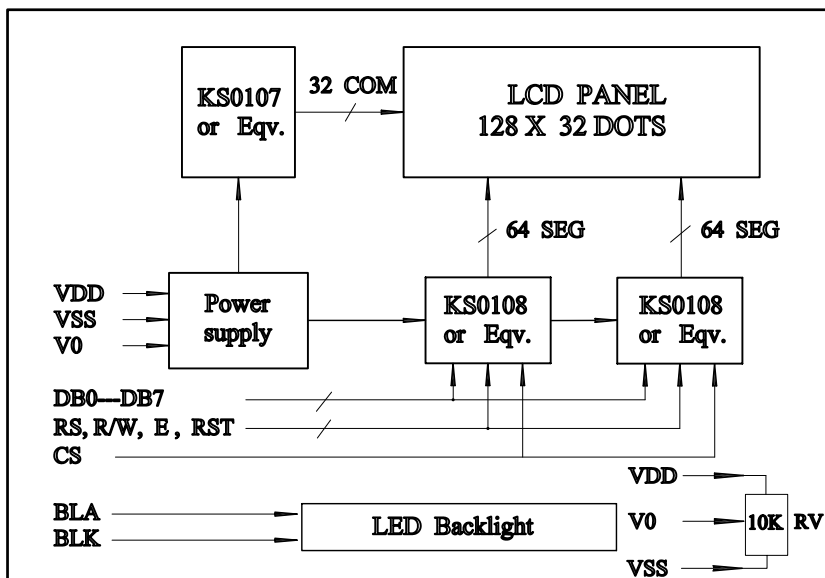 KS0107
or Eqv.
32 COM
LCD PANEL
128 X 32 DOTS
64 SEG
64 SEG
VDD
VSS
V0
Power
supply
KS0108
or Eqv.
KS0108
or Eqv.
DB0---DB7
RS, R/W, E , RST
CS
BLA
BLK
LED Backlight
VDD
V0
VSS
10K
RV